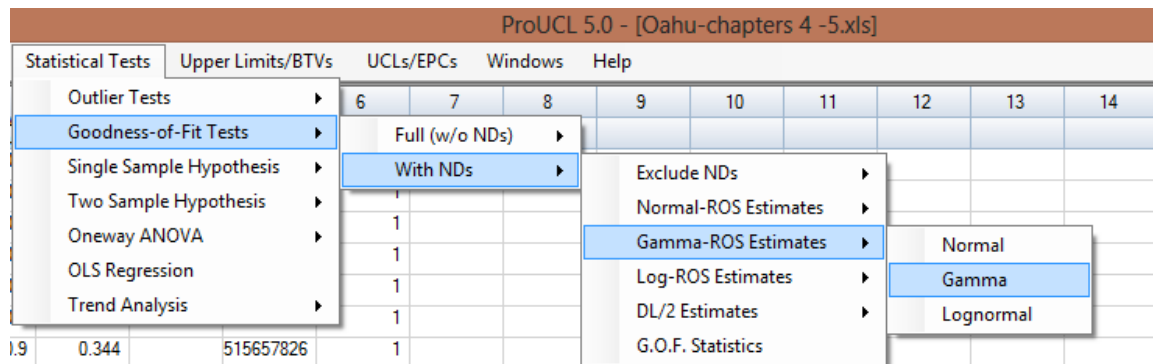 ProUCL 5.0 - [Oahu-chapters 4 -5.xls]
Statistical Tests Upper Limits/BTVs UCLs/EPCs Windows Help
Outlier Tests 6 7 8 9 10 11 12 13 14
Goodness-of-Fit Tests Full (w/o NDs)
Single Sample Hypothesis With NDs Exclude NDs
Two Sample Hypothesis Normal-ROS Estimates
Oneway ANOVA 1 Gamma-ROS Estimates Normal
OLS Regression 1 Log-ROS Estimates Gamma
Trend Analysis 1 DL/2 Estimates Lognormal
0.344 515657826 1 G.O.F. Statistics